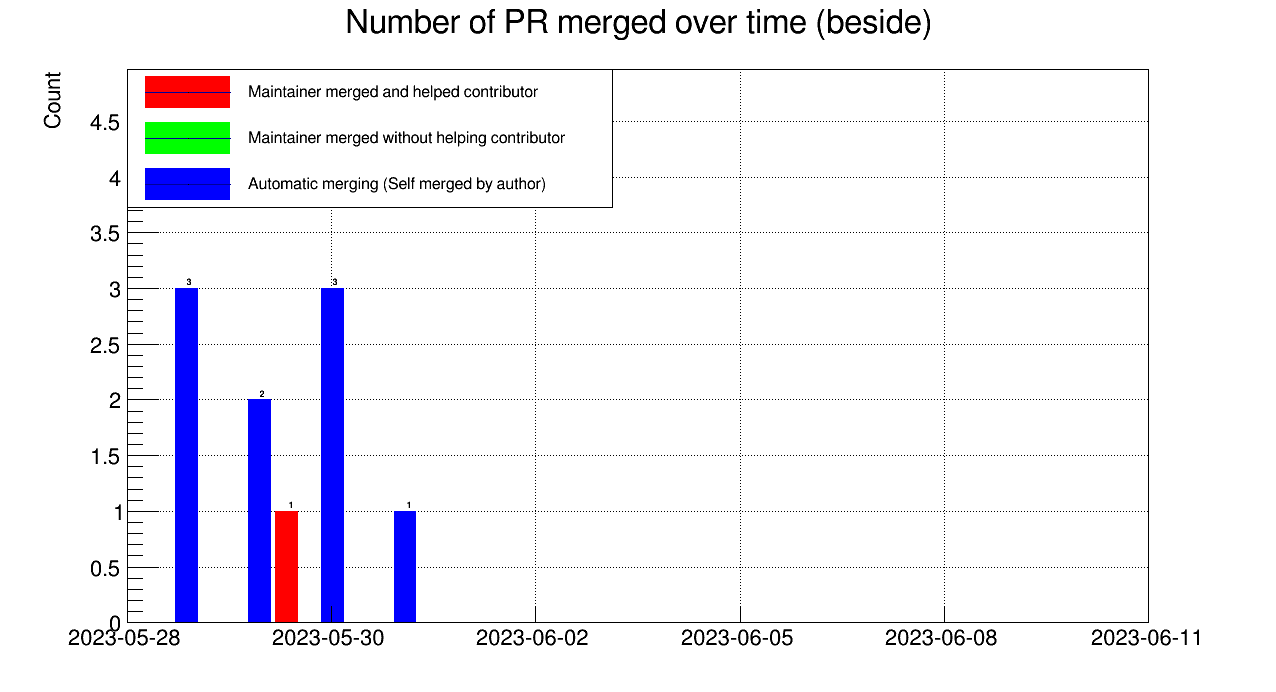 Number of PR merged over time (beside)
Count
Maintainer merged and helped contributor
Maintainer merged without helping contributor
Automatic merging (Self merged by author)
4.5
4
3.5
3
2.5
2
1.5
1
0.5
0
3
2
1
3
1
2023-05-28 2023-05-30 2023-06-02 2023-06-05 2023-06-08 2023-06-11